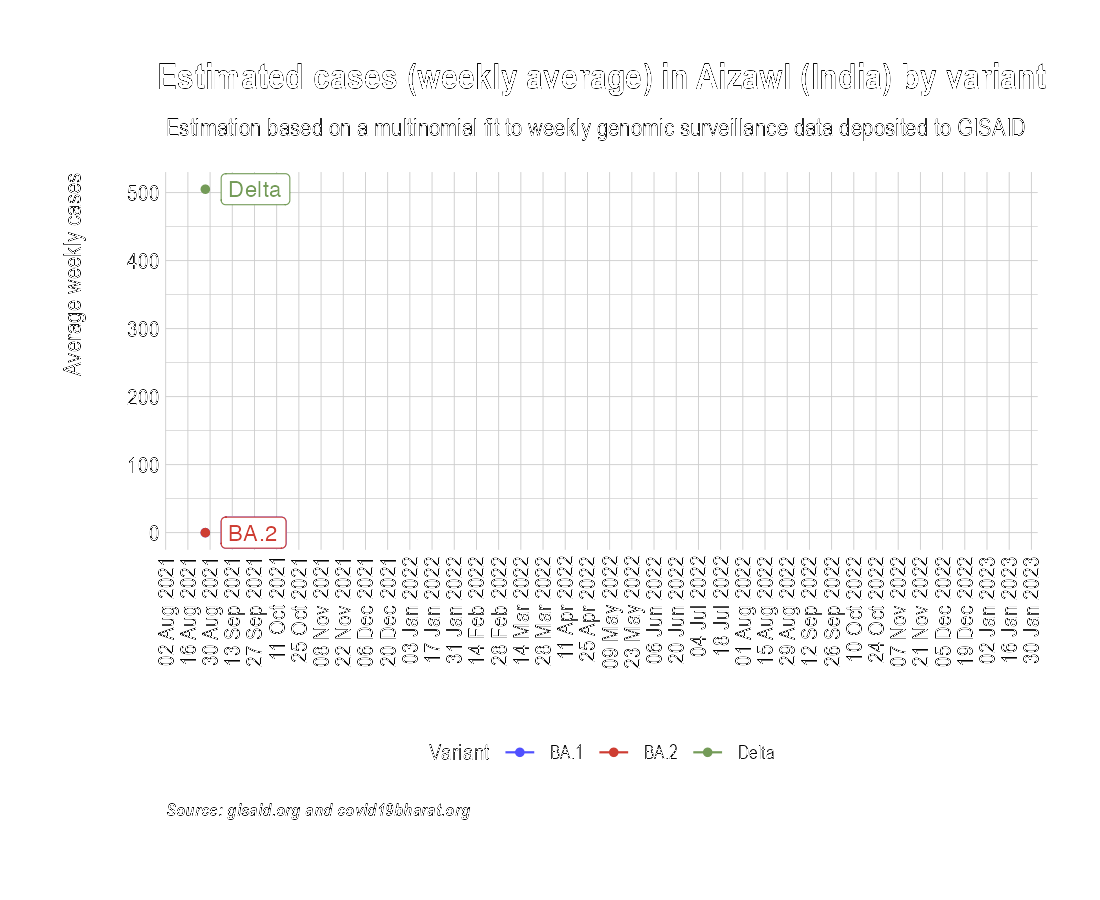 Estimated cases (weekly average) in Aizawl (India) by variant
Estimation based on a multinomial fit to weekly genomic surveillance data deposited to GISAID
Average weekly cases
500
400
300
200
100
0
Delta
BA.2
02 Aug 2021
16 Aug 2021
30 Aug 2021
13 Sep 2021
27 Sep 2021
11 Oct 2021
25 Oct 2021
08 Nov 2021
22 Nov 2021
06 Dec 2021
20 Dec 2021
03 Jan 2022
17 Jan 2022
31 Jan 2022
14 Feb 2022
28 Feb 2022
14 Mar 2022
28 Mar 2022
11 Apr 2022
25 Apr 2022
09 May 2022
23 May 2022
06 Jun 2022
20 Jun 2022
04 Jul 2022
18 Jul 2022
01 Aug 2022
15 Aug 2022
29 Aug 2022
12 Sep 2022
26 Sep 2022
10 Oct 2022
24 Oct 2022
07 Nov 2022
21 Nov 2022
05 Dec 2022
19 Dec 2022
02 Jan 2023
16 Jan 2023
30 Jan 2023
Variant BA.1 BA.2 Delta
Source: gisaid.org and covid19bharat.org